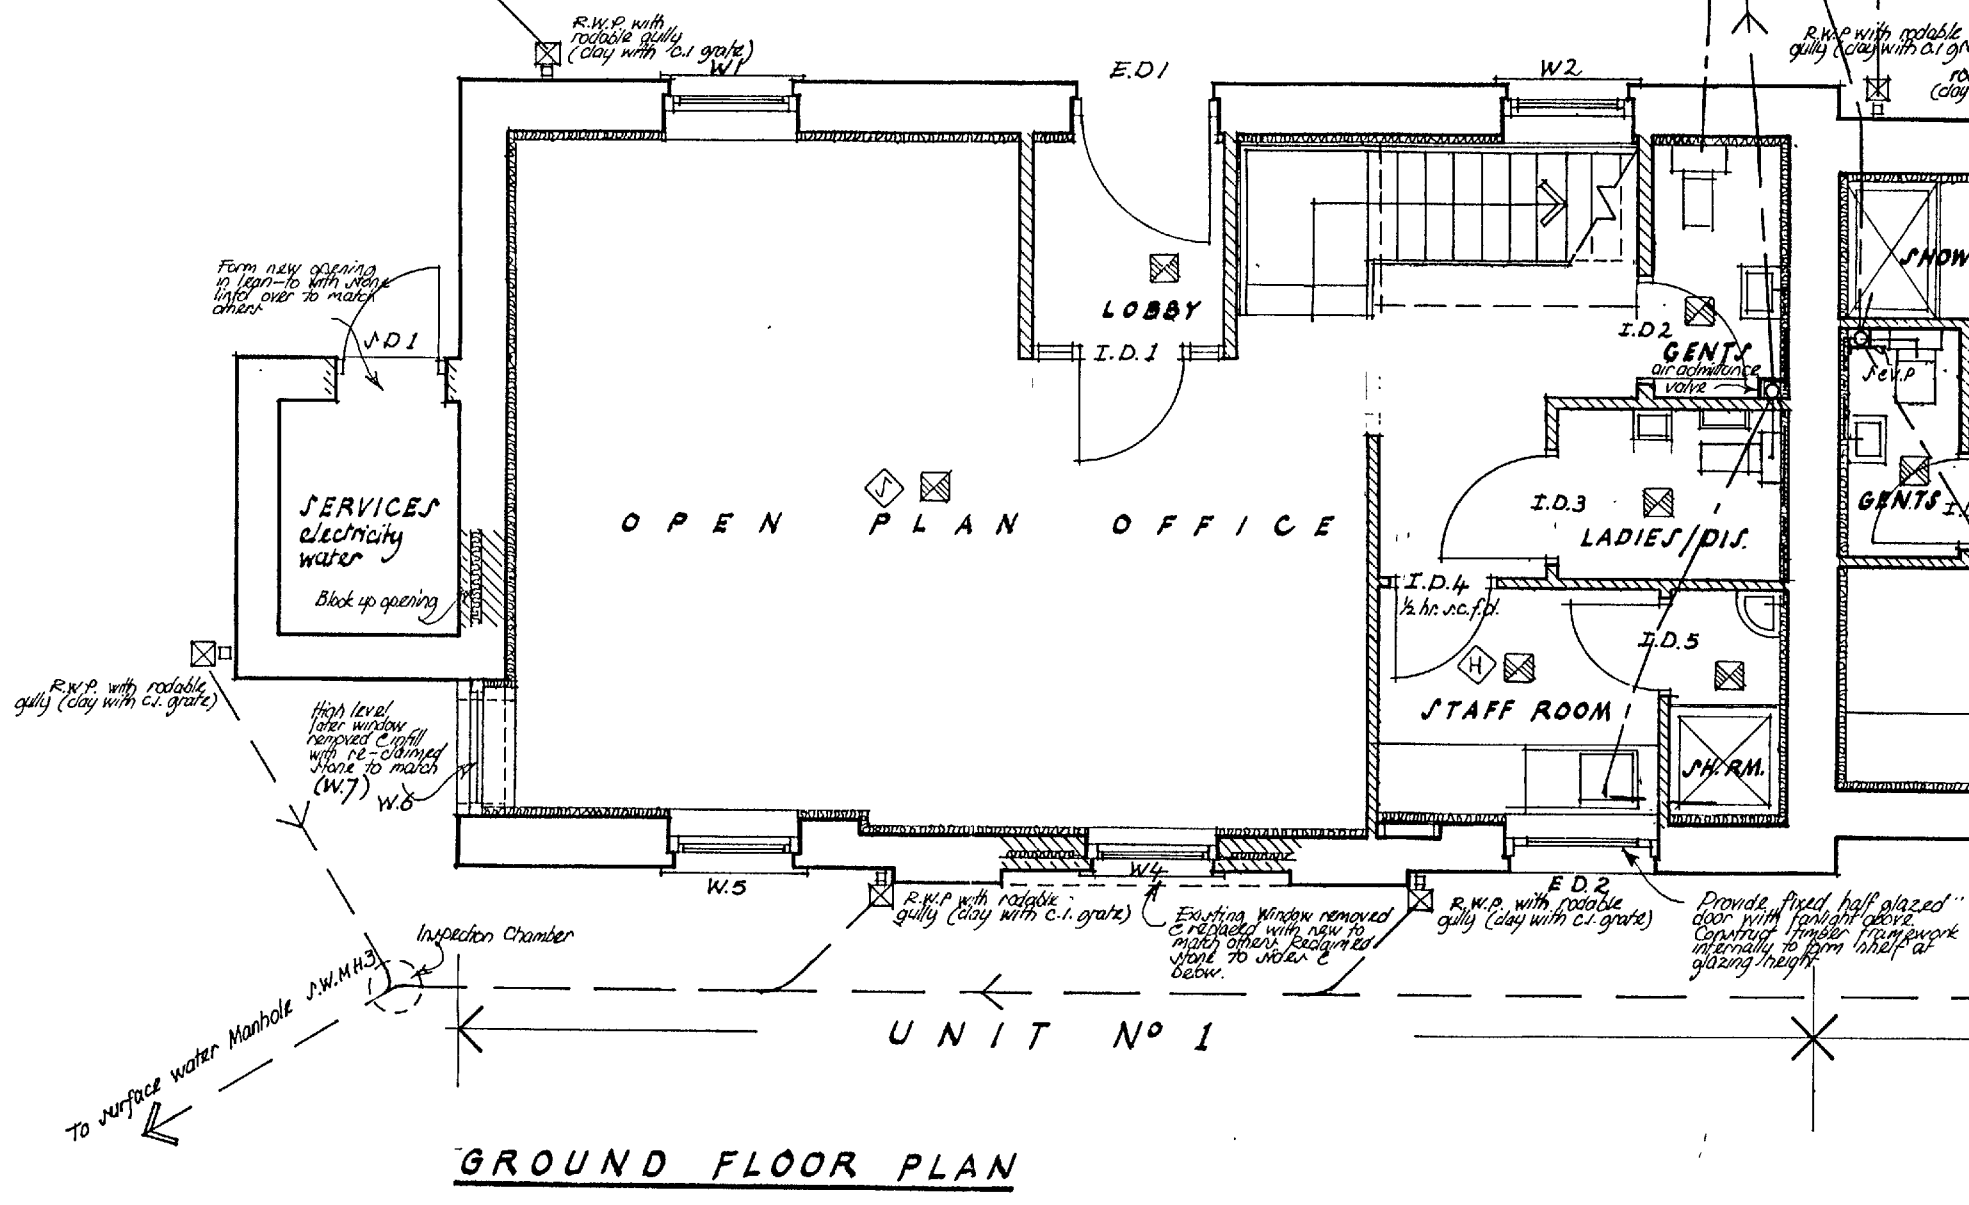 R.W.P. with
rodable gully
(clay with c.i. grate)
W1
E.D1
W2
R.W.P with rodable
gully (clay with c.i gr
(clay
Form new opening
in lean-to with stone
lintol over to match
others
S D1
LOBBY
I.D.1
I.D2
GENTS
air admittance
valve
SHOW
S.V.P
GENTS
SERVICES
electricity
water
Block up opening
S
OPEN PLAN OFFICE
I.D.3
LADIES/DIS.
I.D.4
½ hr. s.c.f.d.
I.D.5
H
STAFF ROOM
SH. RM.
R.W.P. with rodable
gully (clay with c.i. grate)
High level
later window
removed & infill
with re-claimed
stone to match
(W.7)
W.6
W.5
W4
A
E D.2
R.W.P with rodable
gully (clay with c.i. grate)
Existing window removed
& replaced with new to
match others. Reclaimed
stone to sides &
below.
R.W.P. with rodable
gully (clay with c.i. grate)
Provide fixed half glazed
door with fanlight above.
Construct timber framework
internally to form shelf at
glazing height
Inspection Chamber
To surface water Manhole S.W.MH3
UNIT Nº 1
GROUND FLOOR PLAN